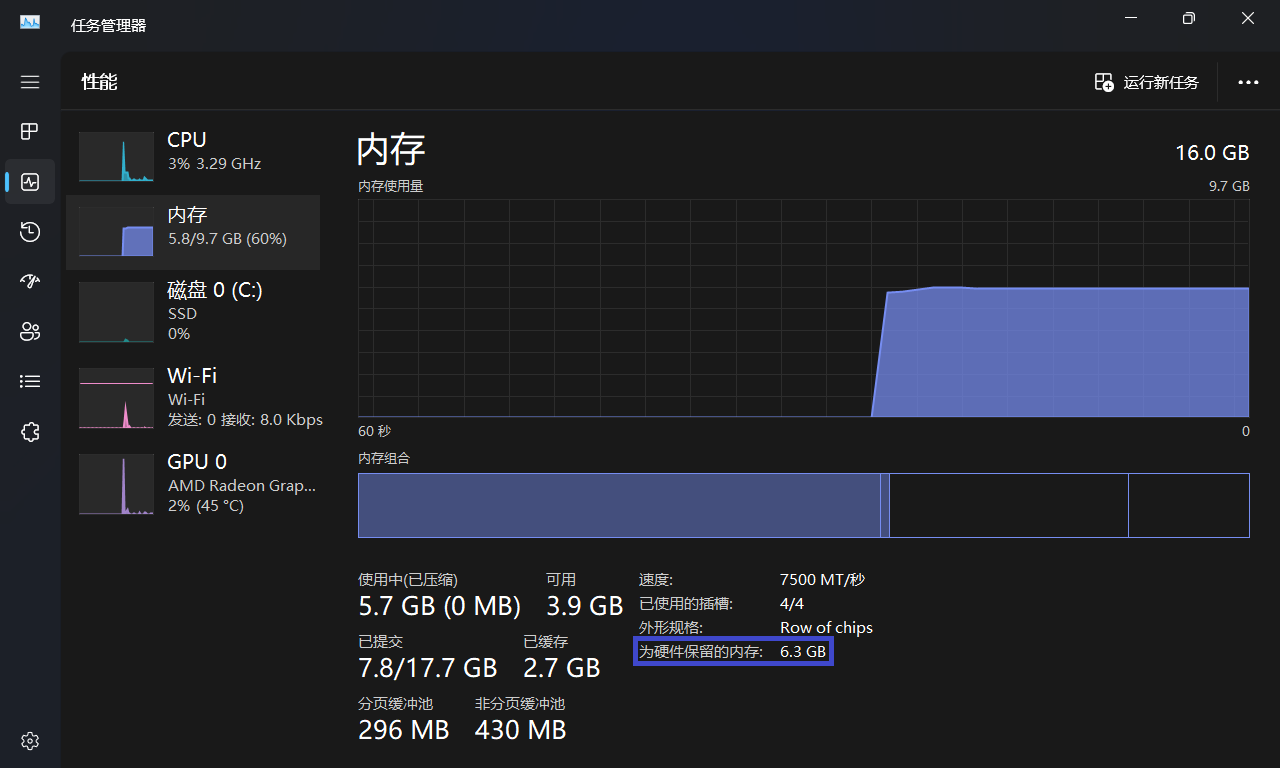 任务管理器
性能
运行新任务
CPU
3% 3.29 GHz
内存
5.8/9.7 GB (60%)
磁盘 0 (C:)
SSD
0%
Wi-Fi
Wi-Fi
发送: 0 接收: 8.0 Kbps
GPU 0
AMD Radeon Grap...
2% (45 °C)
内存
16.0 GB
内存使用量
9.7 GB
60 秒
0
内存组合
使用中(已压缩)
5.7 GB (0 MB)
可用
3.9 GB
已提交
7.8/17.7 GB
已缓存
2.7 GB
分页缓冲池
296 MB
非分页缓冲池
430 MB
速度: 7500 MT/秒
已使用的插槽: 4/4
外形规格: Row of chips
为硬件保留的内存: 6.3 GB